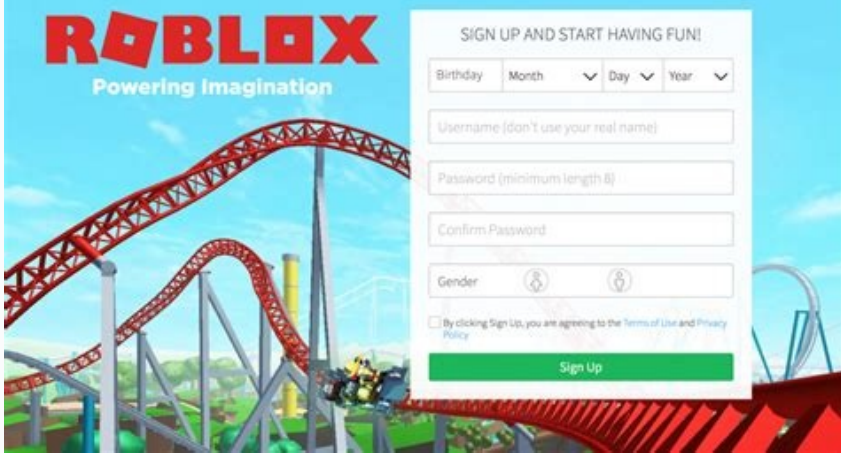 ROBLOX
Powering Imagination
SIGN UP AND START HAVING FUN!
Birthday Month Day Year
Username (don't use your real name)
Password (minimum length 8)
Confirm Password
Gender
By clicking Sign Up, you are agreeing to the Terms of Use and Privacy
Policy
Sign Up